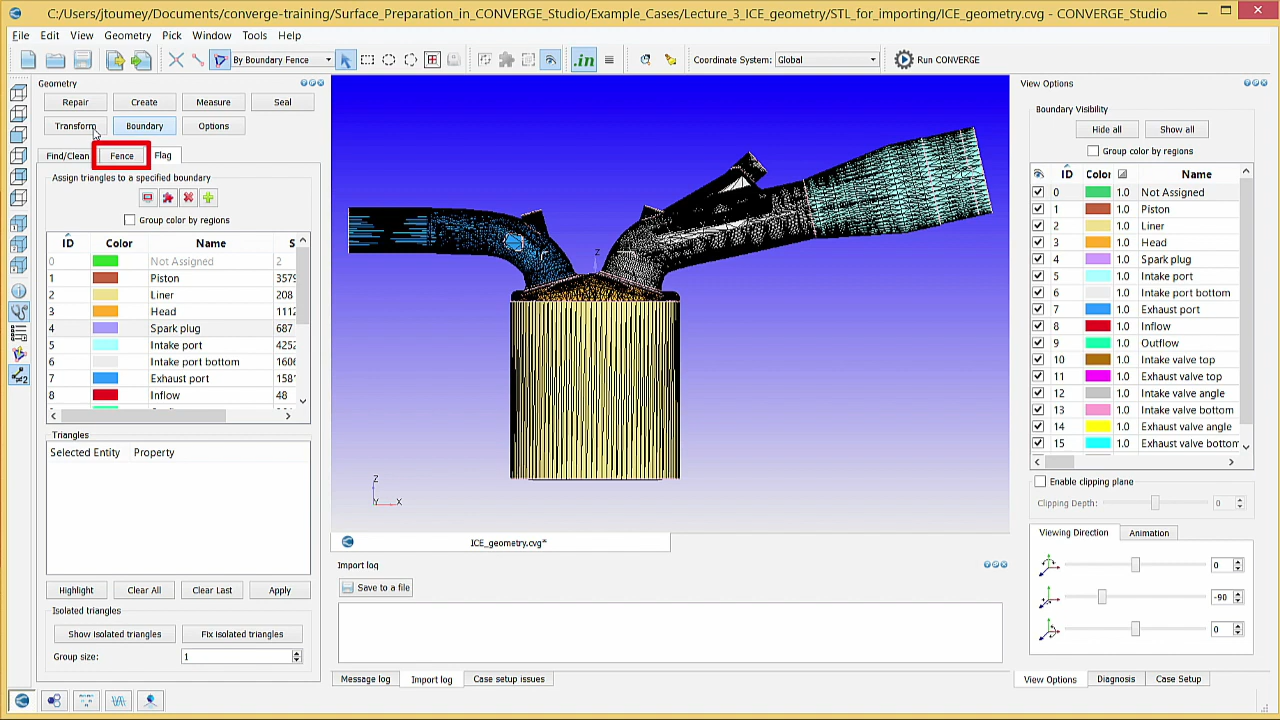 C:/Users/jtoumey/Documents/converge-training/Surface_Preparation_in_CONVERGE_Studio/Example_Cases/Lecture_3_ICE_geometry/STL_for_importing/ICE_geometry.cvg - CONVERGE_Studio
File Edit View Geometry Pick Window Tools Help
By Boundary Fence .in Coordinate System: Global Run CONVERGE
Geometry
Repair Create Measure Seal
Transform Boundary Options
Find/Clean Fence Flag
Assign triangles to a specified boundary
Group color by regions
ID Color Name S
0 Not Assigned 2
1 Piston 3579
2 Liner 208
3 Head 1112
4 Spark plug 687
5 Intake port 4252
6 Intake port bottom 1606
7 Exhaust port 1581
8 Inflow 48
Triangles
Selected Entity Property
Highlight Clear All Clear Last Apply
Isolated triangles
Show isolated triangles Fix isolated triangles
Group size: 1
Z
Z
Y X
ICE_geometry.cvg*
Import log
Save to a file
Message log Import log Case setup issues
View Options
Boundary Visibility
Hide all Show all
Group color by regions
ID Color Name
0 1.0 Not Assigned
1 1.0 Piston
2 1.0 Liner
3 1.0 Head
4 1.0 Spark plug
5 1.0 Intake port
6 1.0 Intake port bottom
7 1.0 Exhaust port
8 1.0 Inflow
9 1.0 Outflow
10 1.0 Intake valve top
11 1.0 Exhaust valve top
12 1.0 Intake valve angle
13 1.0 Intake valve bottom
14 1.0 Exhaust valve angle
15 1.0 Exhaust valve bottom
Enable clipping plane
Clipping Depth: 0
Viewing Direction Animation
0
-90
0
View Options Diagnosis Case Setup